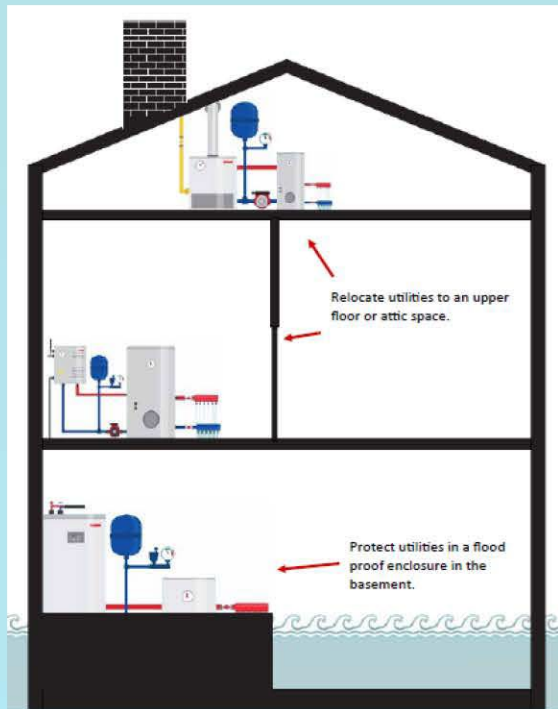 Relocate utilities to an upper
floor or attic space.
Protect utilities in a flood
proof enclosure in the
basement.